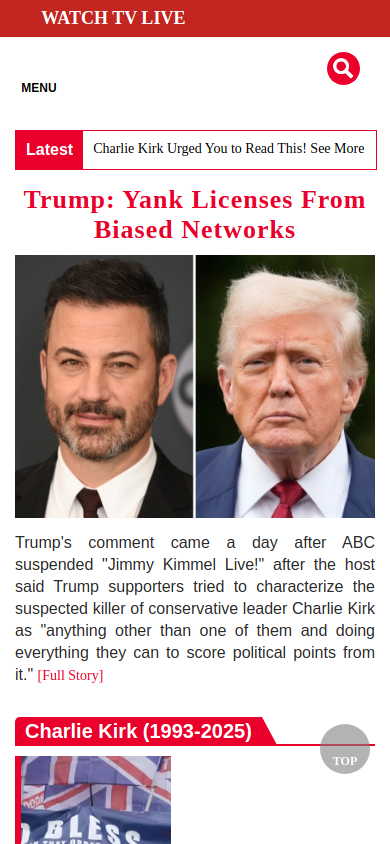 WATCH TV LIVE
MENU
Latest
Charlie Kirk Urged You to Read This! See More
Trump: Yank Licenses From
Biased Networks
Trump's comment came a day after ABC
suspended "Jimmy Kimmel Live!" after the host
said Trump supporters tried to characterize the
suspected killer of conservative leader Charlie Kirk
as "anything other than one of them and doing
everything they can to score political points from
it." [Full Story]
Charlie Kirk (1993-2025)
TOP
BLESS